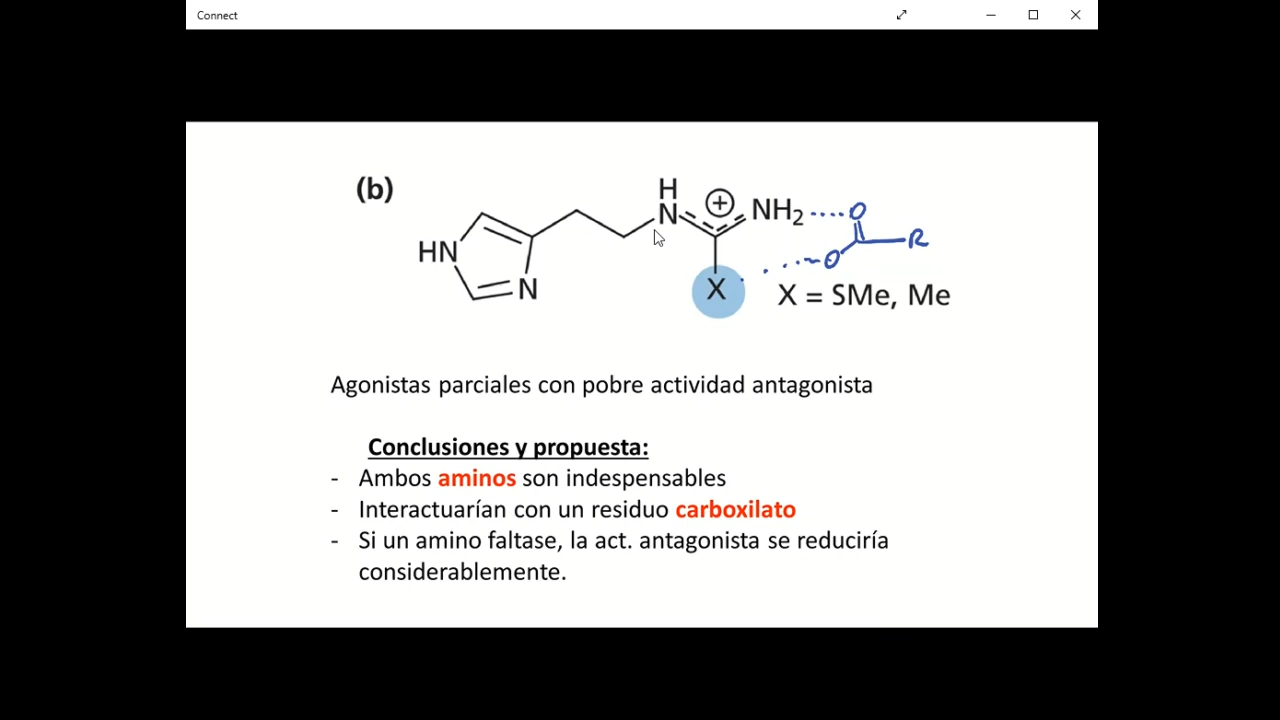 Connect
(b)
H
N
+
NH2
O
R
O
HN
N
X
X = SMe, Me
Agonistas parciales con pobre actividad antagonista
Conclusiones y propuesta:
- Ambos aminos son indespensables
- Interactuarían con un residuo carboxilato
- Si un amino faltase, la act. antagonista se reduciría
considerablemente.